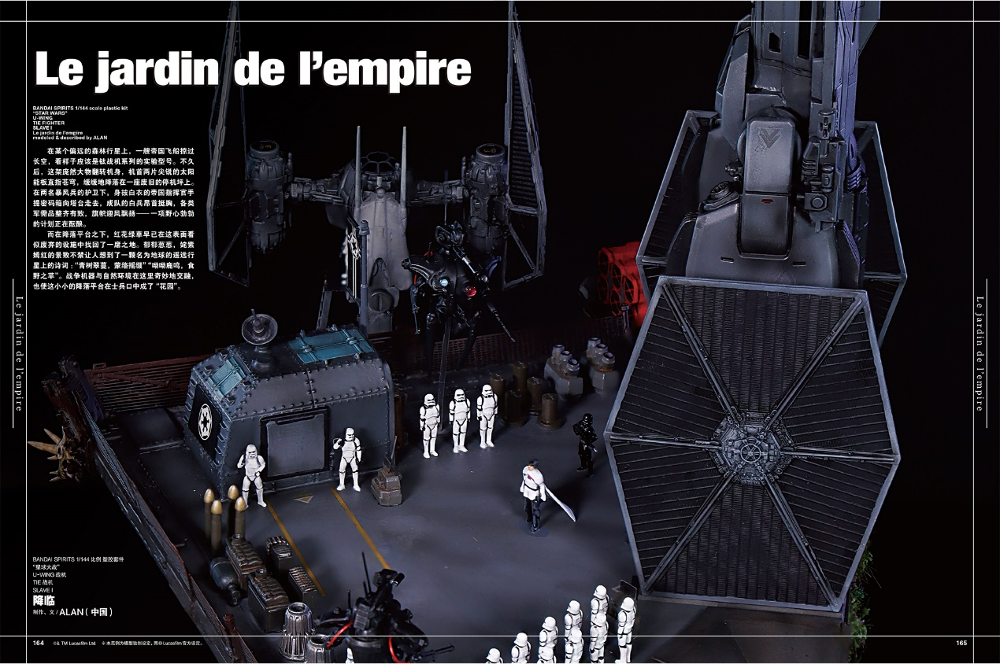 Le jardin de l'empire
BANDAI SPIRITS 1/144 scale plastic kit
"STAR WARS"
U-WING
TIE FIGHTER
SLAVE I
Le jardin de l'empire
modeled & described by ALAN
在某个偏远的森林行星上，一艘帝国飞船掠过
长空，看样子应该是钛战机系列的实验型号。不久
后，这架庞然大物翻转机身，机首两片尖锐的太阳
能板直指苍穹，缓缓地降落在一座废旧的停机坪上。
在两名暴风兵的护卫下，身披白衣的帝国指挥官手
提密码箱向塔台走去，成队的白兵昂首挺胸，各类
军需品整齐有致，旗帜迎风飘扬——一项野心勃勃
的计划正在酝酿。
而在降落平台之下，红花绿草早已在这表面看
似废弃的设施中找回了一席之地。郁郁葱葱，姹紫
嫣红的景致不禁让人想到了一颗名为地球的遥远行
星上的诗词："青树翠蔓，蒙络摇缀""呦呦鹿鸣，食
野之苹"。战争机器与自然环境在这里奇妙地交融，
也使这小小的降落平台在士兵口中成了"花园"。
Le jardin de l'empire
Le jardin de l'empire
BANDAI SPIRITS 1/144 比例 塑胶套件
"星球大战"
U-WING 战机
TIE 战机
SLAVE I
降临
制作、文 / ALAN（中国）
164 ©& TM Lucasfilm Ltd. ※本范例为模型独创设定，而非Lucasfilm官方设定。
165